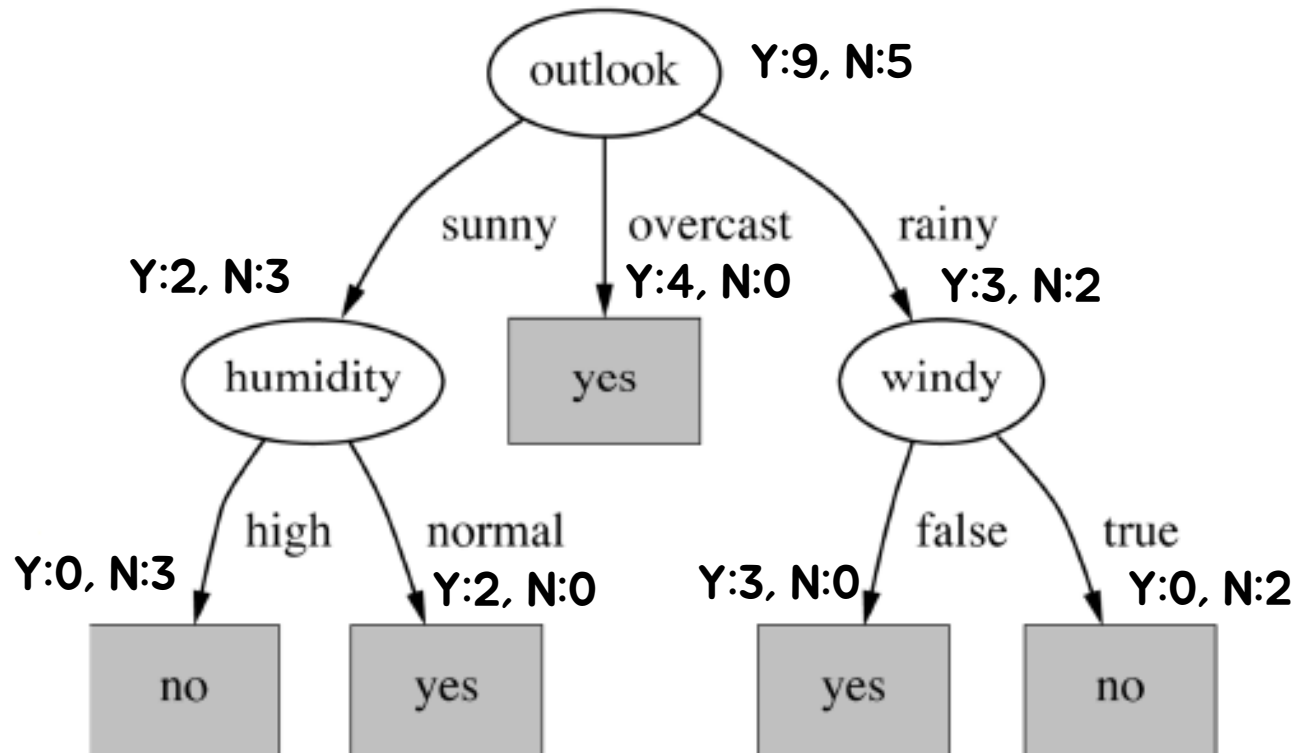 outlook
Y:9, N:5
sunny
overcast
rainy
Y:2, N:3
Y:4, N:0
Y:3, N:2
humidity
yes
windy
high
normal
false
true
Y:0, N:3
Y:2, N:0
Y:3, N:0
Y:0, N:2
no
yes
yes
no